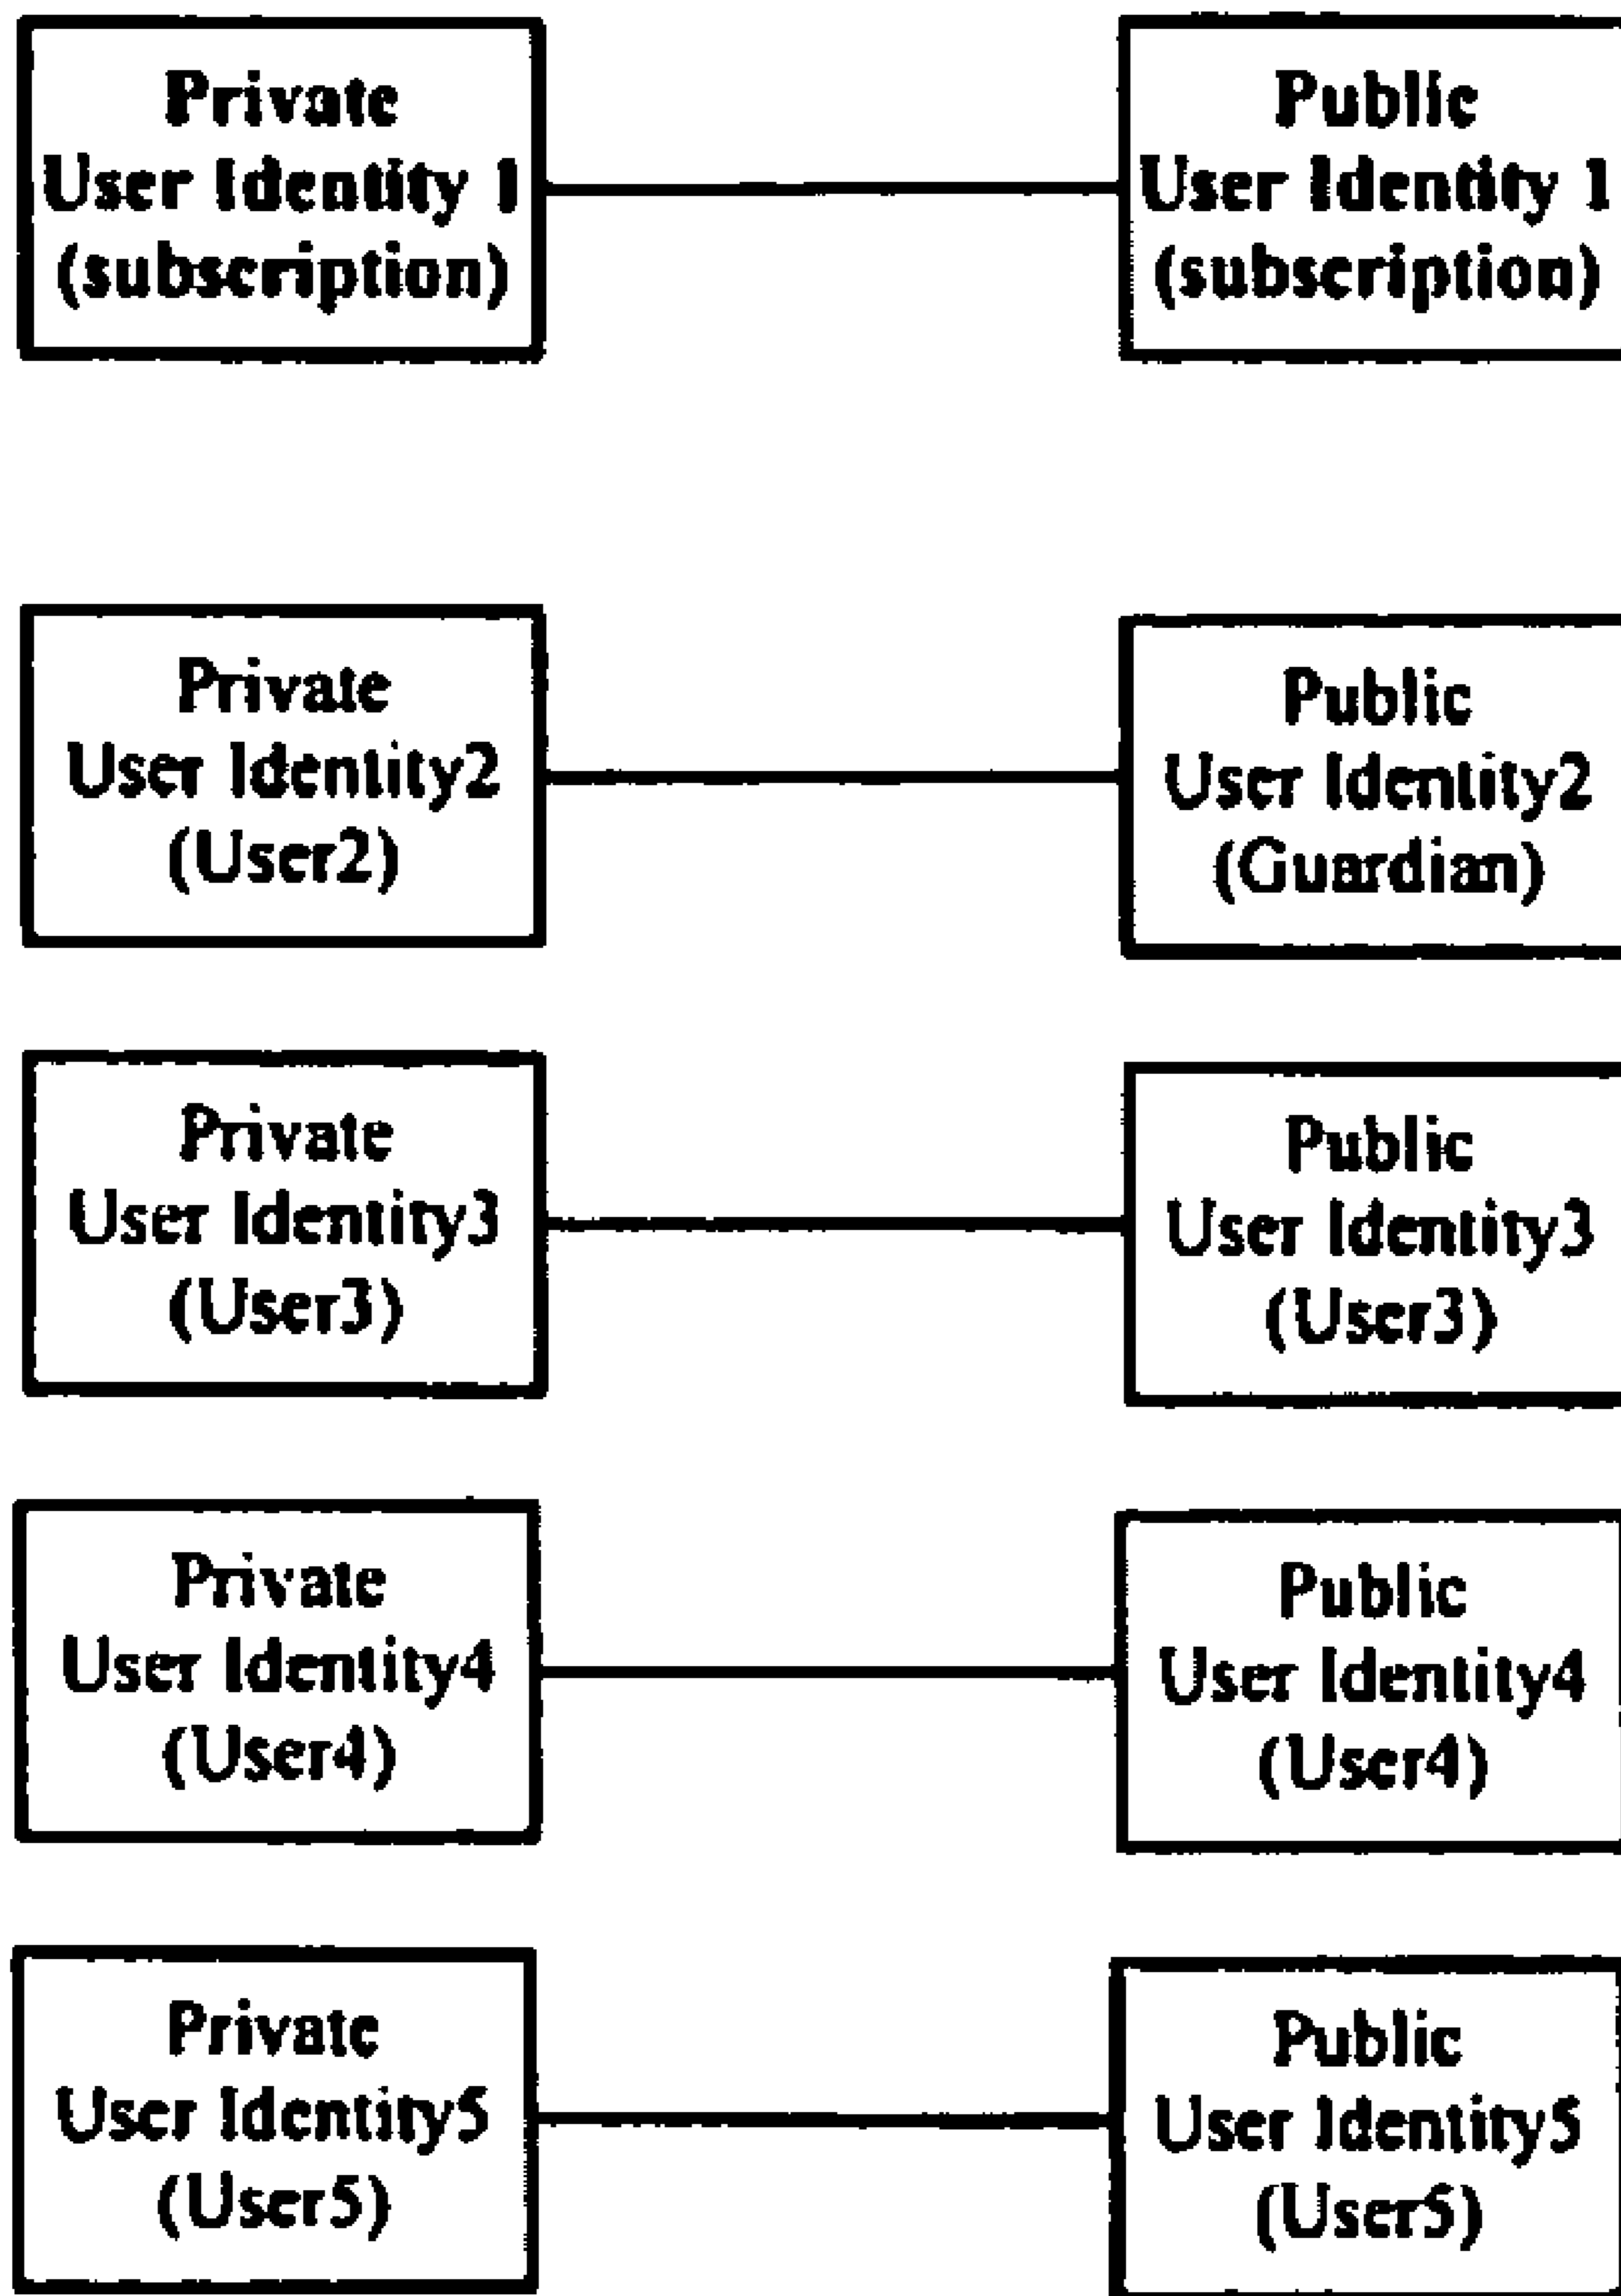 Private
User Identity 1
(subscription)
Public
User Identity 1
(subscription)
Private
User Identity2
(User2)
Public
User Identity2
(Guardian)
Private
User Identity3
(User3)
Public
User Identity3
(User3)
Private
User Identity4
(User4)
Public
User Identity4
(User4)
Private
User Identity5
(User5)
Public
User Identity5
(User5)